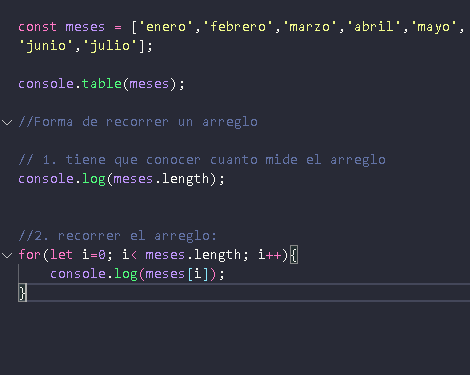 const meses = ['enero','febrero','marzo','abril','mayo',
'junio','julio'];
console.table(meses);
//Forma de recorrer un arreglo
// 1. tiene que conocer cuanto mide el arreglo
console.log(meses.length);
//2. recorrer el arreglo:
for(let i=0; i< meses.length; i++){
console.log(meses[i]);
}